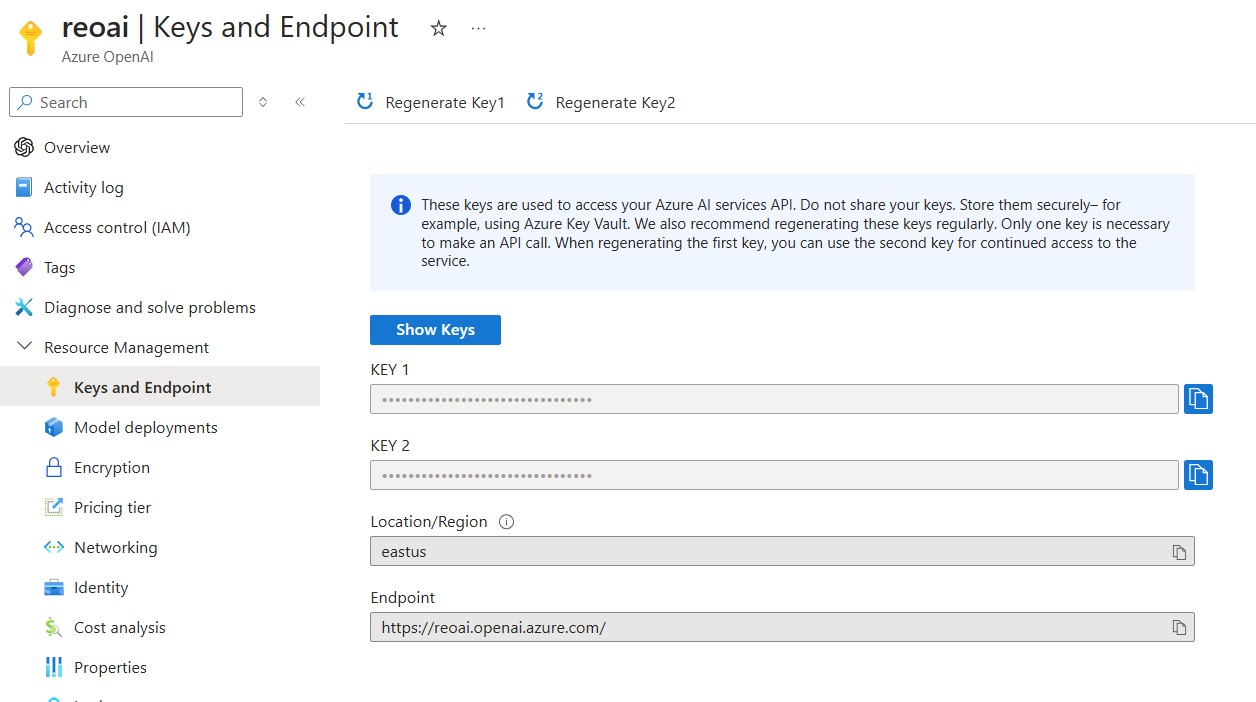 reoai | Keys and Endpoint
Azure OpenAI
Search
Regenerate Key1
Regenerate Key2
Overview
Activity log
Access control (IAM)
Tags
Diagnose and solve problems
Resource Management
Keys and Endpoint
Model deployments
Encryption
Pricing tier
Networking
Identity
Cost analysis
Properties
These keys are used to access your Azure AI services API. Do not share your keys. Store them securely– for
example, using Azure Key Vault. We also recommend regenerating these keys regularly. Only one key is necessary
to make an API call. When regenerating the first key, you can use the second key for continued access to the
service.
Show Keys
KEY 1
••••••••••••••••••••••••••••••••
KEY 2
••••••••••••••••••••••••••••••••
Location/Region
eastus
Endpoint
https://reoai.openai.azure.com/